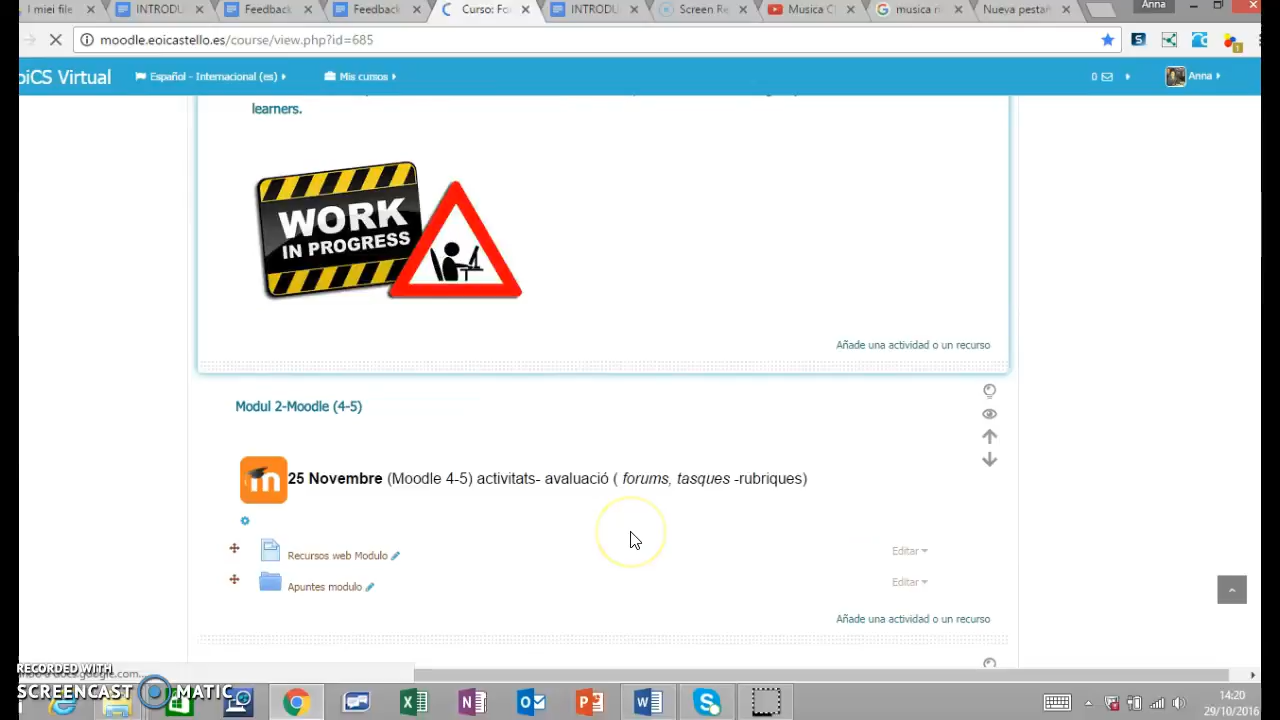 I miei file
INTRODU
Feedback
Feedback
Curso: Fo
INTRODU
Screen Re
Musica Cl
musica r
Nueva pestañ
Anna
moodle.eoicastello.es/course/view.php?id=685
oiCS Virtual
Español - Internacional (es)
Mis cursos
0
Anna
learners.
WORK
IN PROGRESS
Añade una actividad o un recurso
Modul 2-Moodle (4-5)
25 Novembre (Moodle 4-5) activitats- avaluació ( forums, tasques -rubriques)
Recursos web Modulo
Editar
Apuntes modulo
Editar
Añade una actividad o un recurso
RECORDED WITH
SCREENCAST MATIC
14:20
29/10/2016